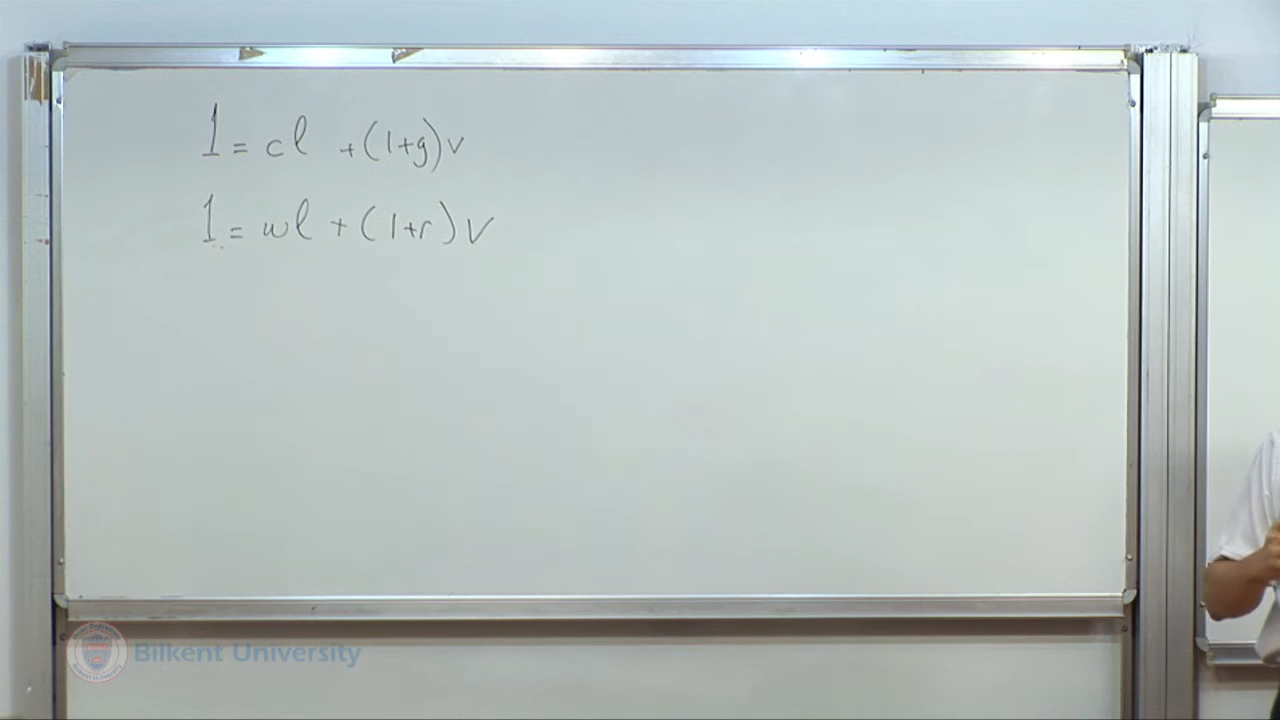 1 = cl + (1+g)v
1 = wl + (1+r)v
Bilkent University